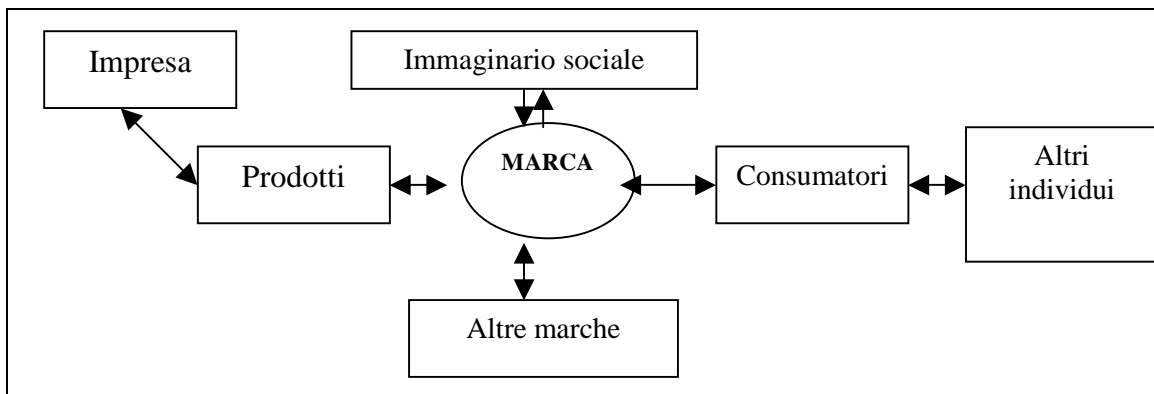 Impresa
Immaginario sociale
MARCA
Prodotti
Consumatori
Altri
individui
Altre marche